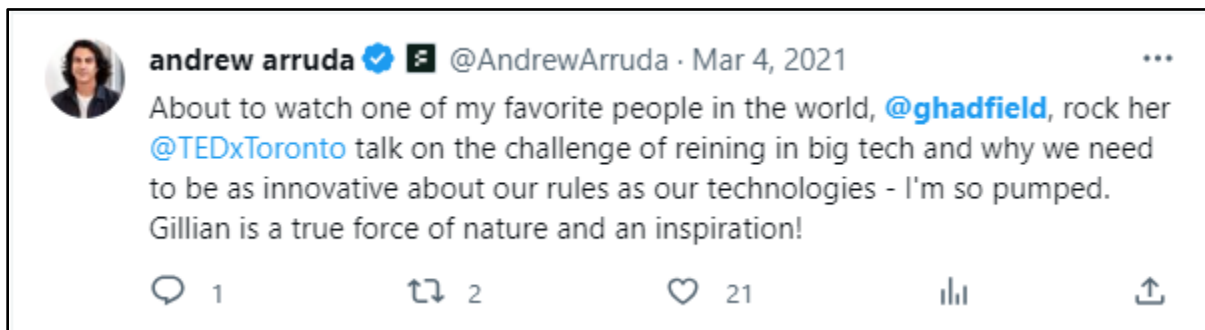 andrew arruda @AndrewArruda · Mar 4, 2021
About to watch one of my favorite people in the world, @ghadfield, rock her
@TEDxToronto talk on the challenge of reining in big tech and why we need
to be as innovative about our rules as our technologies - I'm so pumped.
Gillian is a true force of nature and an inspiration!
1 2 21